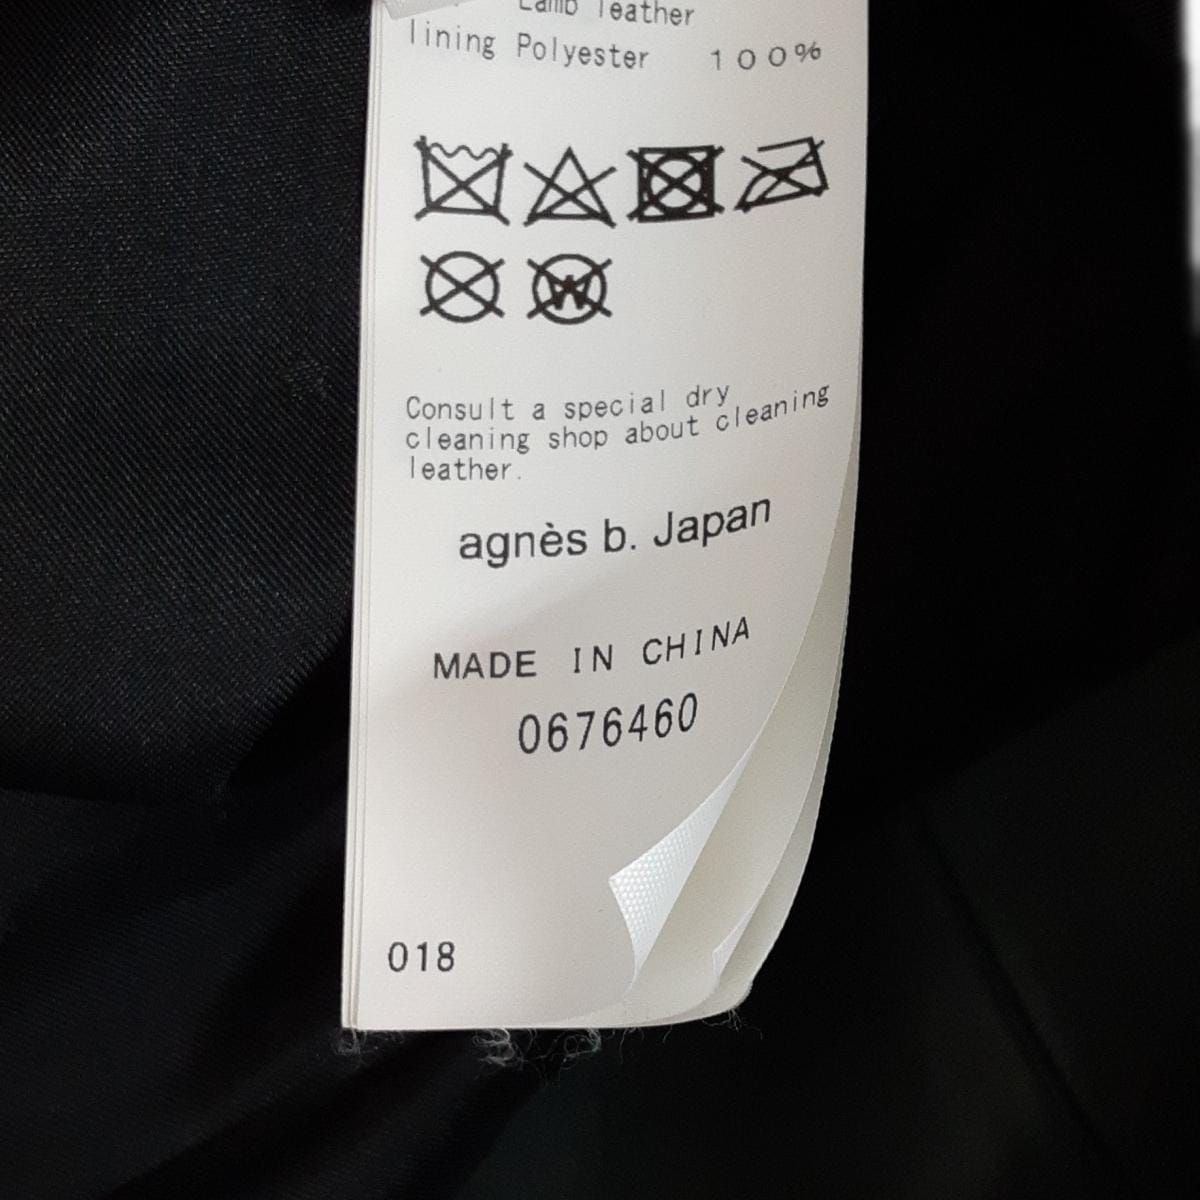 Lamb leather
lining Polyester 100%
W
Consult a special dry
cleaning shop about cleaning
leather.
agnès b. Japan
MADE IN CHINA
0676460
018